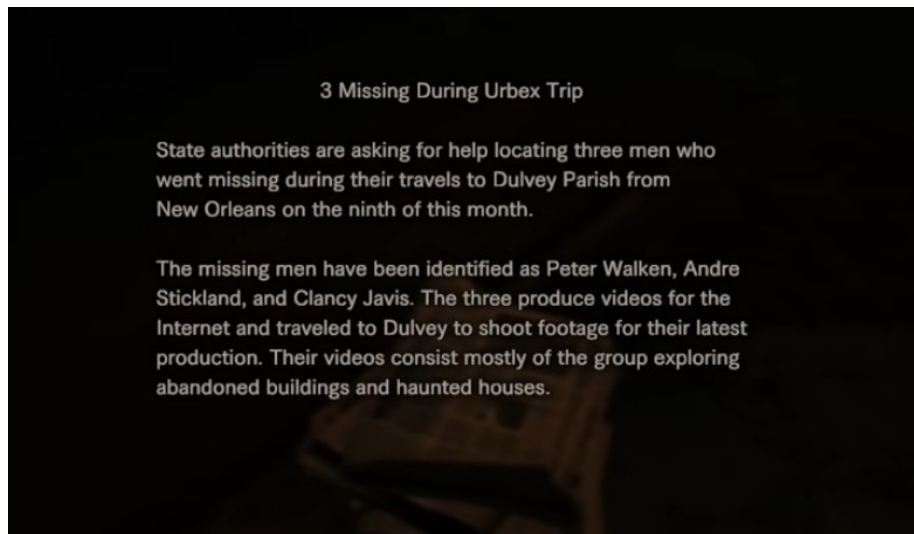 3 Missing During Urbex Trip
State authorities are asking for help locating three men who
went missing during their travels to Dulvey Parish from
New Orleans on the ninth of this month.
The missing men have been identified as Peter Walken, Andre
Stickland, and Clancy Javis. The three produce videos for the
Internet and traveled to Dulvey to shoot footage for their latest
production. Their videos consist mostly of the group exploring
abandoned buildings and haunted houses.